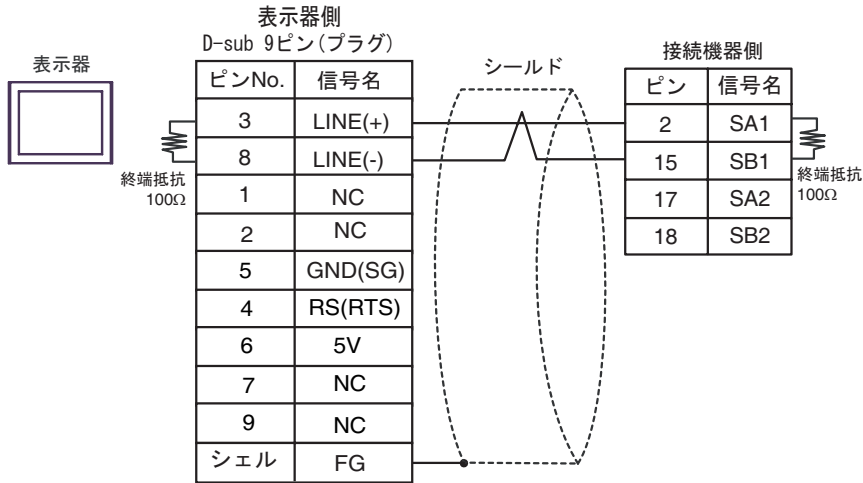 表示器側
D-sub 9ピン(プラグ)
表示器
シールド
接続機器側
ピンNo. 信号名
3 LINE(+)
8 LINE(-)
1 NC
2 NC
5 GND(SG)
4 RS(RTS)
6 5V
7 NC
9 NC
シェル FG
終端抵抗
100Ω
ピン 信号名
2 SA1
15 SB1
17 SA2
18 SB2
終端抵抗
100Ω